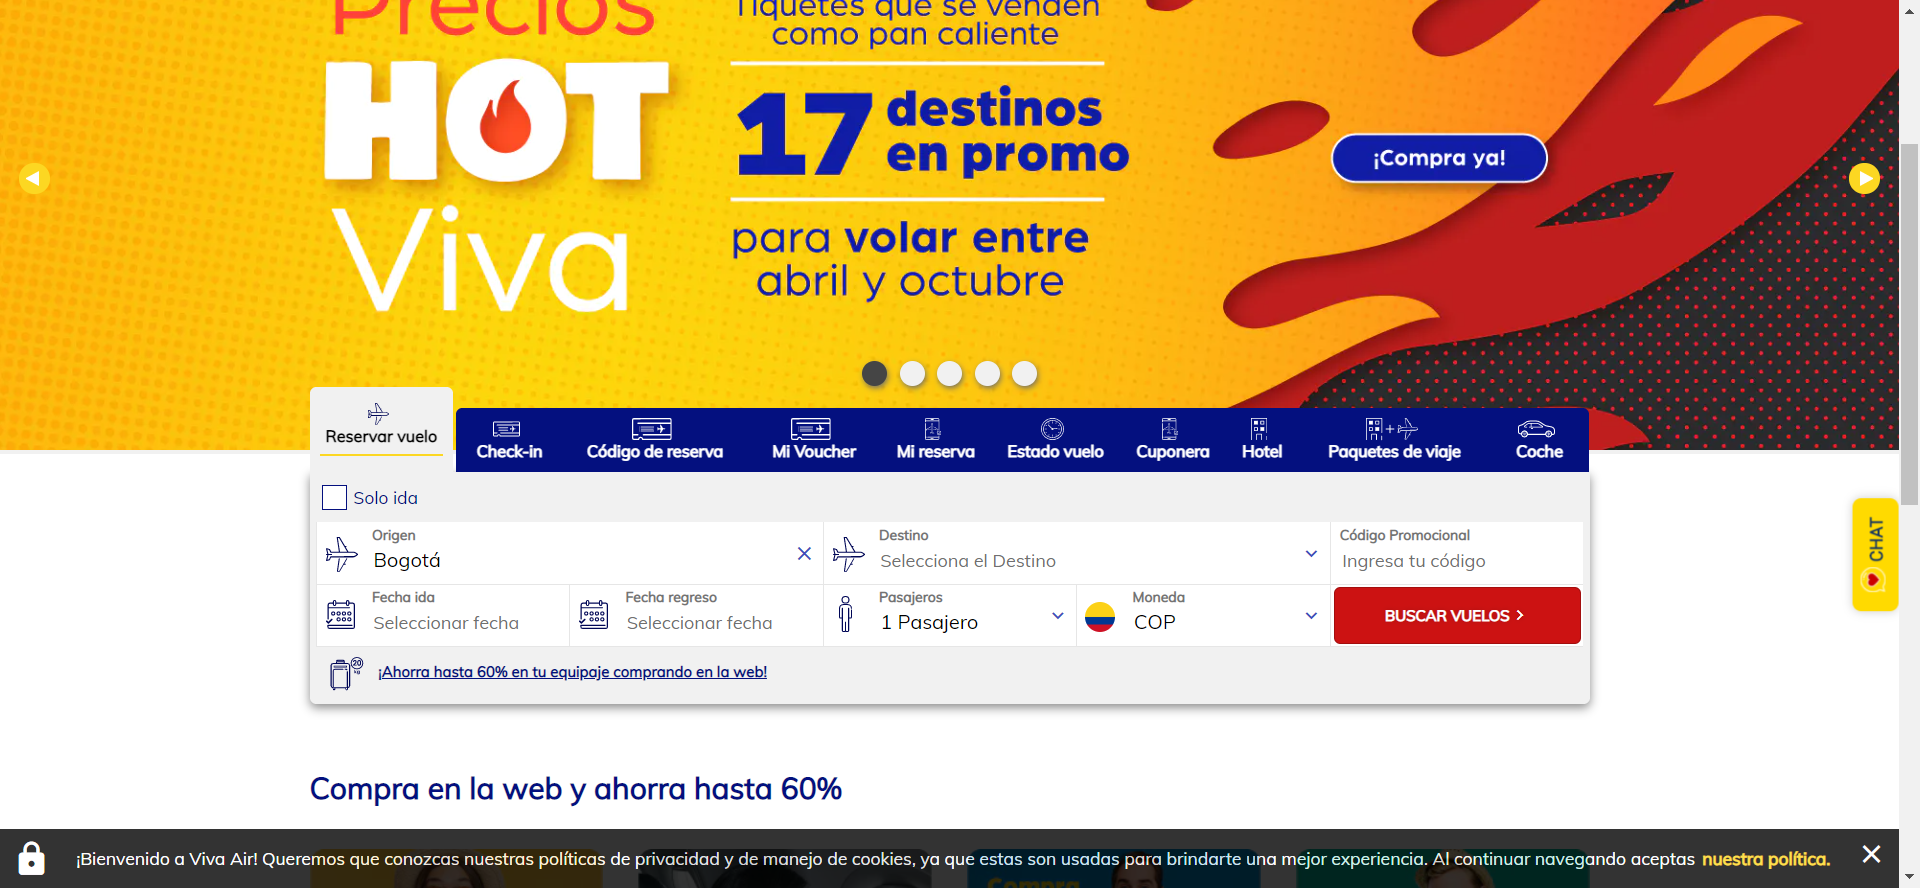 Precios
HOT
Viva
Tiquetes que se venden
como pan caliente
17 destinos
en promo
para volar entre
abril y octubre
¡Compra ya!
Reservar vuelo
Check-in
Código de reserva
Mi Voucher
Mi reserva
Estado vuelo
Cuponera
Hotel
Paquetes de viaje
Coche
Solo ida
Origen
Bogotá
Destino
Selecciona el Destino
Código Promocional
Ingresa tu código
Fecha ida
Seleccionar fecha
Fecha regreso
Seleccionar fecha
Pasajeros
1 Pasajero
Moneda
COP
BUSCAR VUELOS
20
¡Ahorra hasta 60% en tu equipaje comprando en la web!
CHAT
Compra en la web y ahorra hasta 60%
¡Bienvenido a Viva Air! Queremos que conozcas nuestras políticas de privacidad y de manejo de cookies, ya que estas son usadas para brindarte una mejor experiencia. Al continuar navegando aceptas nuestra política.
Compra